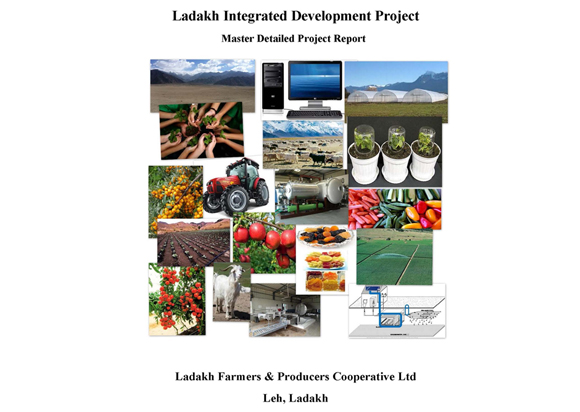 Ladakh Integrated Development Project
Master Detailed Project Report
Ladakh Farmers & Producers Cooperative Ltd
Leh, Ladakh